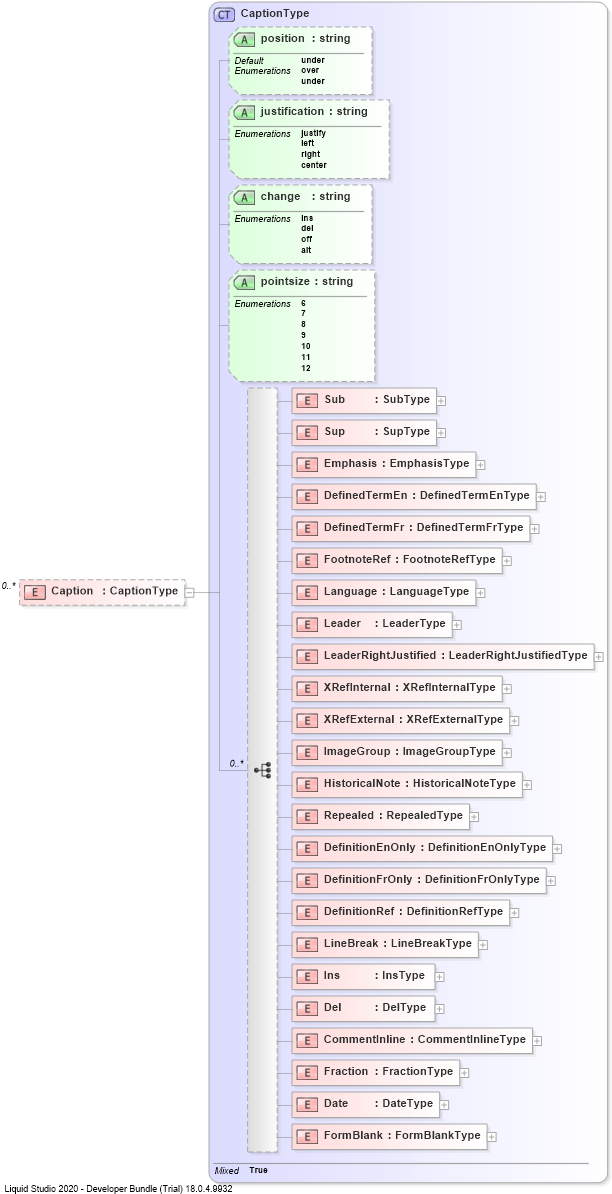 CT CaptionType
A position : string
Default under
Enumerations over
under
A justification : string
Enumerations justify
left
right
center
A change : string
Enumerations ins
del
off
alt
A pointsize : string
Enumerations 6
7
8
9
10
11
12
E Sub : SubType
E Sup : SupType
E Emphasis : EmphasisType
E DefinedTermEn : DefinedTermEnType
E DefinedTermFr : DefinedTermFrType
E FootnoteRef : FootnoteRefType
0..* E Caption : CaptionType
E Language : LanguageType
E Leader : LeaderType
E LeaderRightJustified : LeaderRightJustifiedType
E XRefInternal : XRefInternalType
E XRefExternal : XRefExternalType
E ImageGroup : ImageGroupType
0..*
E HistoricalNote : HistoricalNoteType
E Repealed : RepealedType
E DefinitionEnOnly : DefinitionEnOnlyType
E DefinitionFrOnly : DefinitionFrOnlyType
E DefinitionRef : DefinitionRefType
E LineBreak : LineBreakType
E Ins : InsType
E Del : DelType
E CommentInline : CommentInlineType
E Fraction : FractionType
E Date : DateType
E FormBlank : FormBlankType
Mixed True
Liquid Studio 2020 - Developer Bundle (Trial) 18.0.4.9932